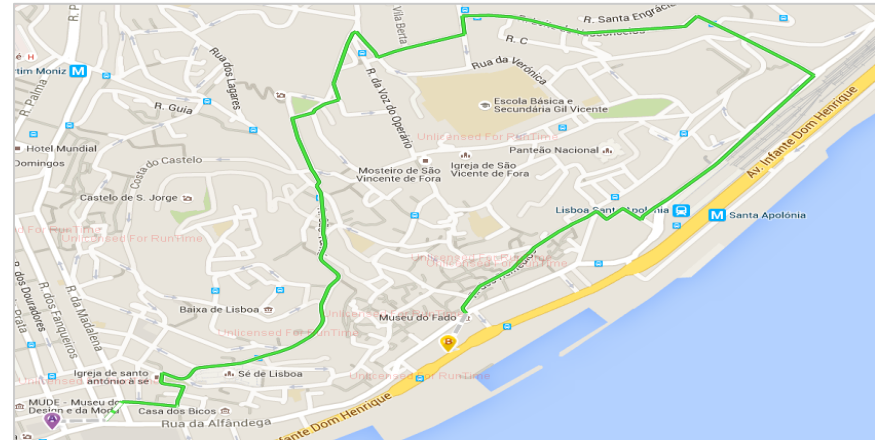 R. Santa Engrácia
Vila Berta
R. C
Rua da Verónica
Rua dos Lagares
rtim Moniz M
R. Palma
R. Guia
R. da Voz do Operário
Escola Básica e
Secundária Gil Vicente
Unlicensed For RunTime
Hotel Mundial
Domingos
Costa do Castelo
Panteão Nacional
Igreja de São
Vicente de Fora
Mosteiro de São
Vicente de Fora
Av. Infante Dom Henrique
Castelo de S. Jorge
Lisboa Santa Apolónia
M Santa Apolónia
Unlicensed For RunTime
Unlicensed For RunTime
R. dos Douradores
R. dos Fanqueiros
R. da Madalena
Prata
Baixa de Lisboa
Museu do Fado
Unlicensed For RunTime
B
Igreja de santo
antónio à sé
Sé de Lisboa
Unlicensed For RunTime
MUDE - Museu do
Design e da Moda
Casa dos Bicos
Rua da Alfândega
A
nfante Dom Henrique